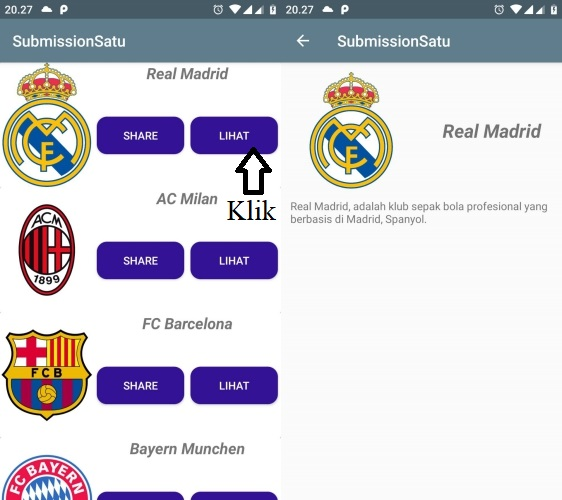 20.27
SubmissionSatu
Real Madrid
SHARE LIHAT
Klik
AC Milan
ACM
1899
SHARE LIHAT
FC Barcelona
FCB
SHARE LIHAT
Bayern Munchen
FC BAYERN
20.27
SubmissionSatu
Real Madrid
Real Madrid, adalah klub sepak bola profesional yang
berbasis di Madrid, Spanyol.